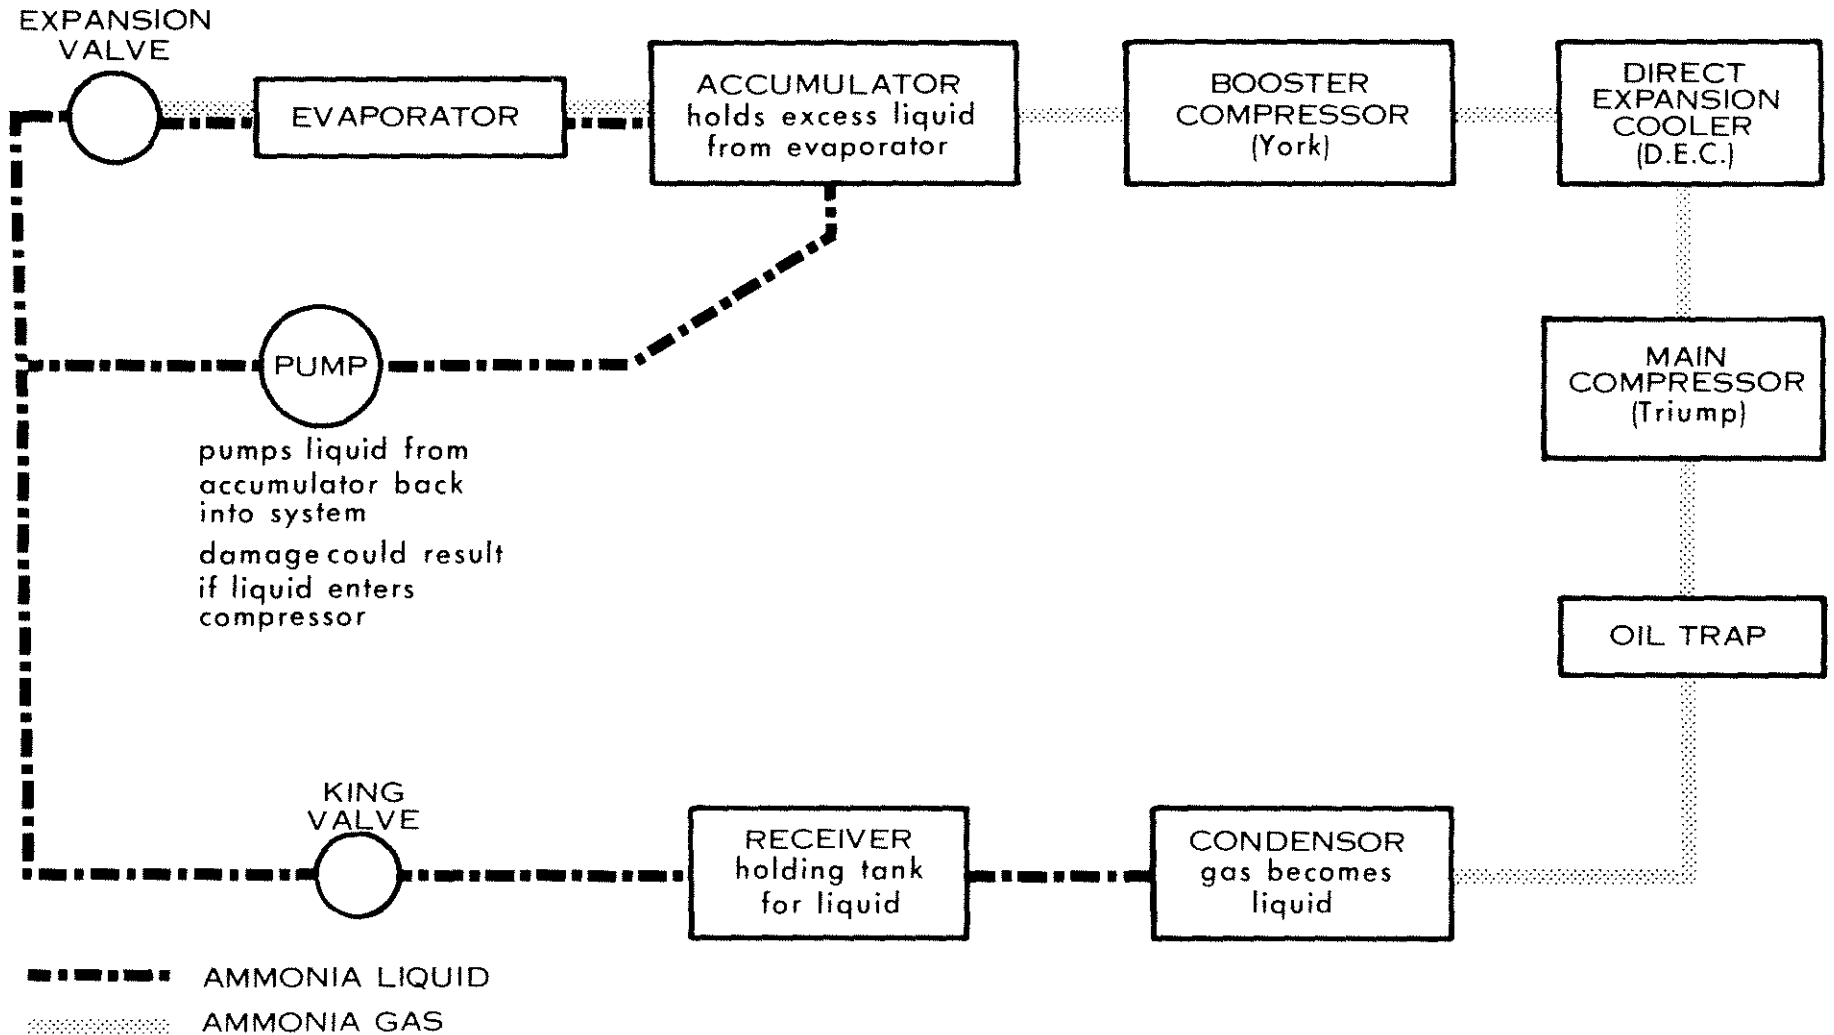 EXPANSION
VALVE
EVAPORATOR
ACCUMULATOR
holds excess liquid
from evaporator
BOOSTER
COMPRESSOR
(York)
DIRECT
EXPANSION
COOLER
(D.E.C.)
PUMP
pumps liquid from
accumulator back
into system
damage could result
if liquid enters
compressor
MAIN
COMPRESSOR
(Triump)
OIL TRAP
KING
VALVE
RECEIVER
holding tank
for liquid
CONDENSOR
gas becomes
liquid
AMMONIA LIQUID
AMMONIA GAS